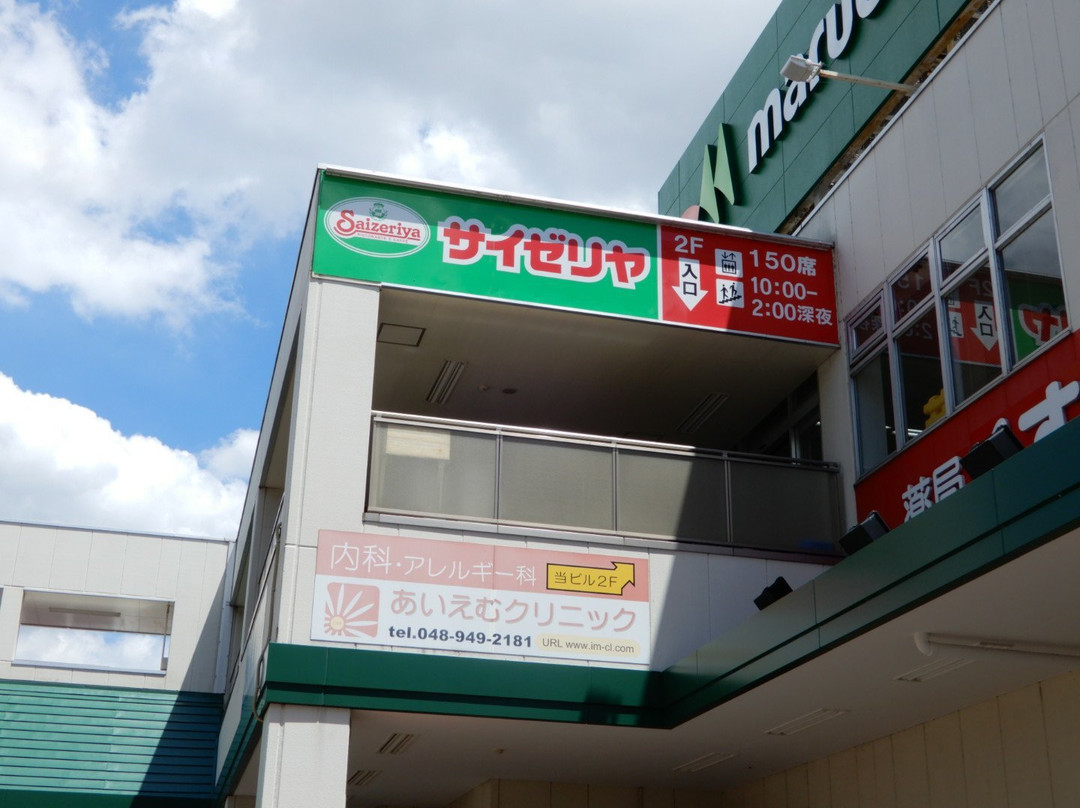 maru
Saizeriya
サイゼリヤ
2F
入口
150席
10:00−
2:00深夜
薬局
内科・アレルギー科
当ビル2F
あいえむクリニック
tel.048-949-2181
URL www.im-cl.com